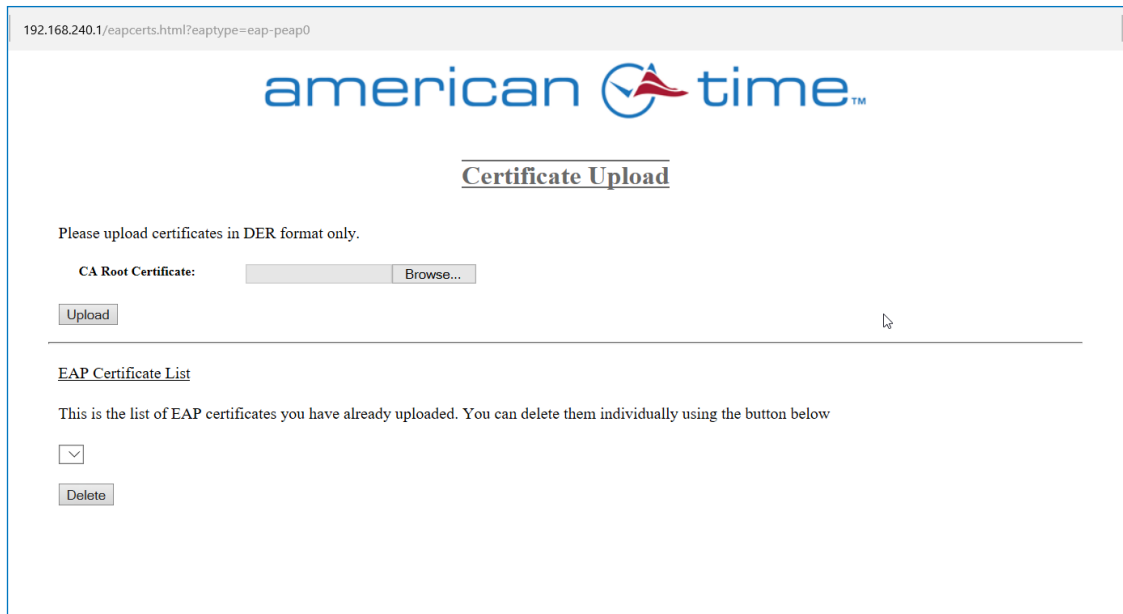 192.168.240.1/eapcerts.html?eaptype=eap-peap0
american time™
Certificate Upload
Please upload certificates in DER format only.
CA Root Certificate: Browse...
Upload
EAP Certificate List
This is the list of EAP certificates you have already uploaded. You can delete them individually using the button below
Delete